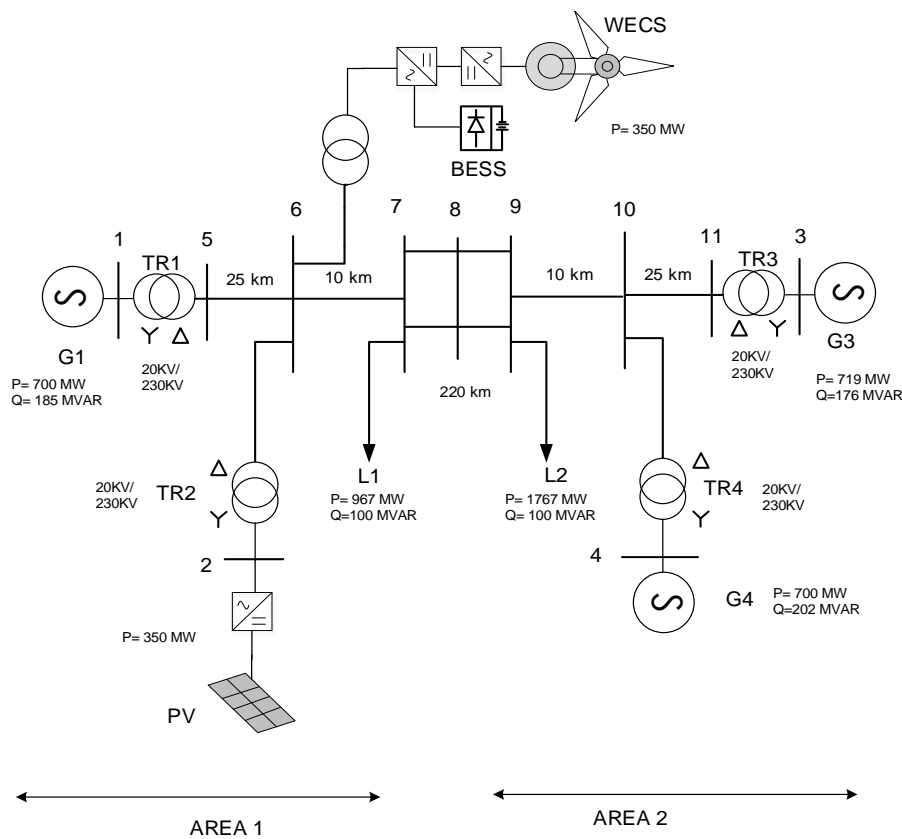 WECS
P= 350 MW
BESS
6
7
8
9
10
11
1
5
3
TR1
25 km
10 km
10 km
25 km
TR3
G1
20KV/
230KV
P= 700 MW
Q= 185 MVAR
20KV/
230KV
G3
P= 719 MW
Q=176 MVAR
220 km
L1
P= 967 MW
Q=100 MVAR
L2
P= 1767 MW
Q= 100 MVAR
20KV/
230KV
TR2
TR4
20KV/
230KV
2
4
G4
P= 700 MW
Q=202 MVAR
P= 350 MW
PV
AREA 1
AREA 2